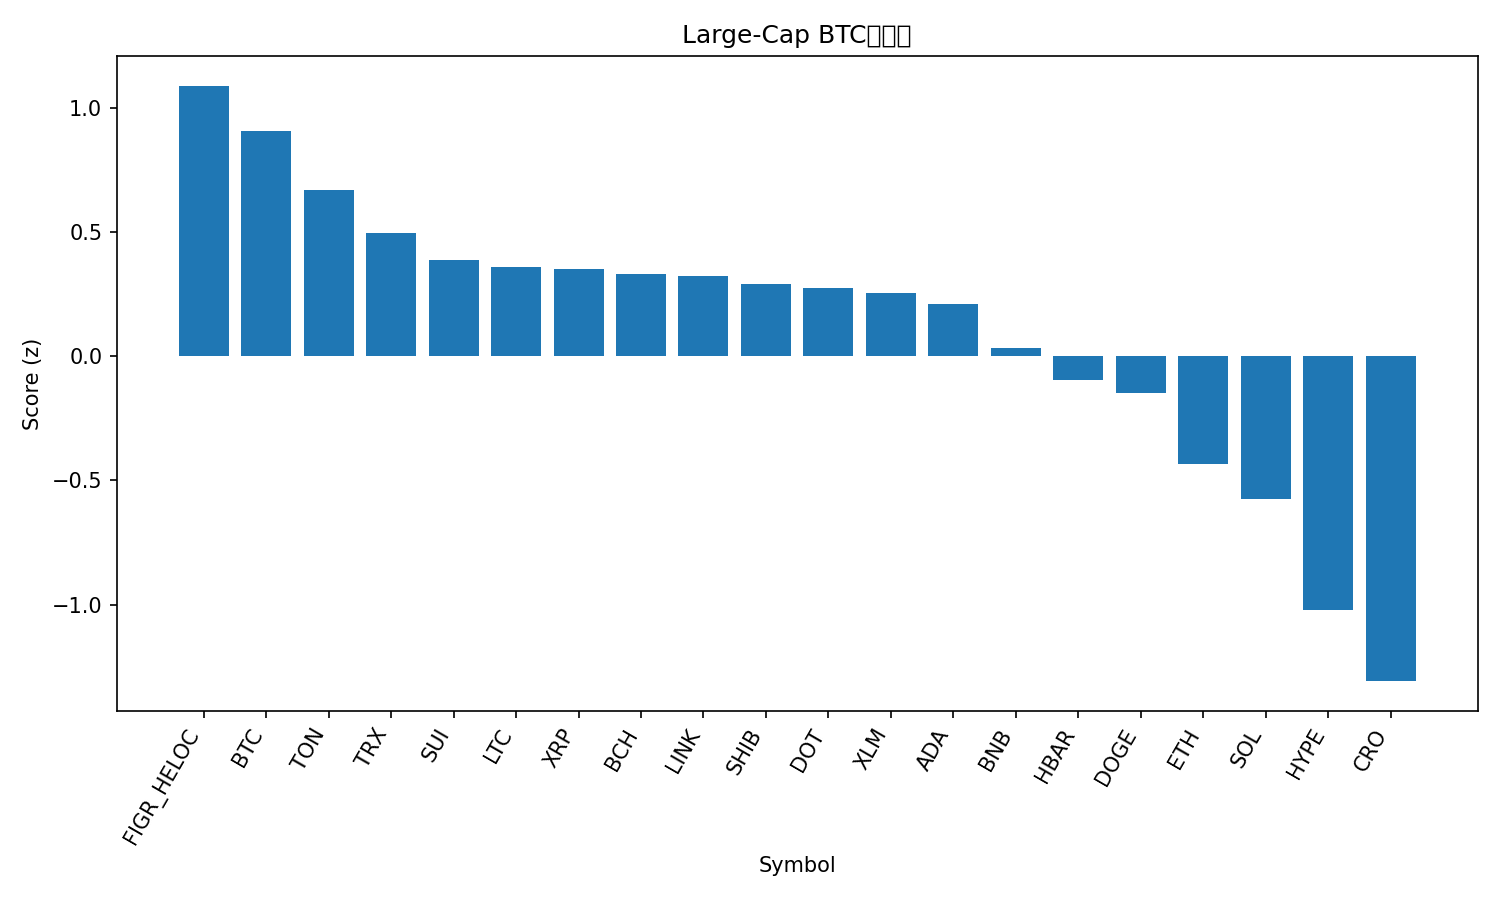 Large-Cap BTC
1.0
0.5
0.0
−0.5
−1.0
Score (z)
FIGR_HELOC
BTC
TON
TRX
SUI
LTC
XRP
BCH
LINK
SHIB
DOT
XLM
ADA
BNB
HBAR
DOGE
ETH
SOL
HYPE
CRO
Symbol